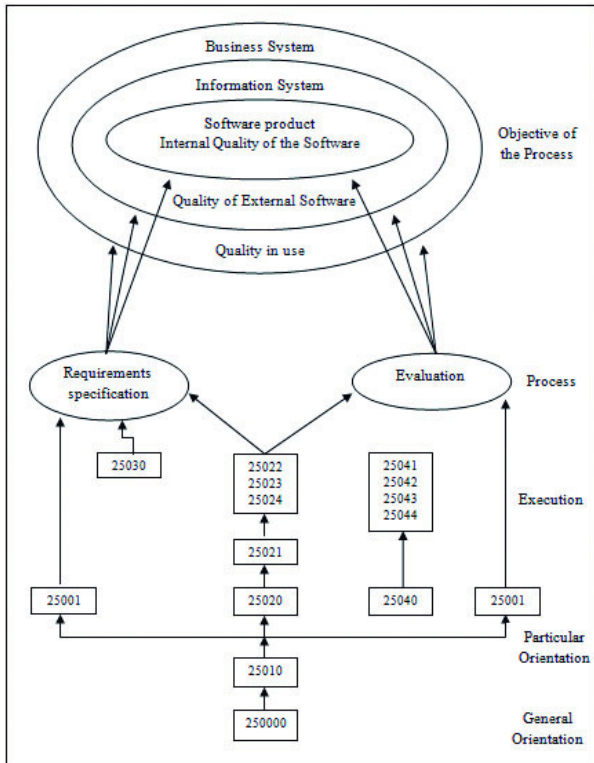 Business System
Information System
Software product
Internal Quality of the Software
Objective of
the Process
Quality of External Software
Quality in use
Requirements
specification
Evaluation
Process
25030
25022
25023
25024
25041
25042
25043
25044
Execution
25021
25001
25020
25040
25001
Particular
Orientation
25010
250000
General
Orientation